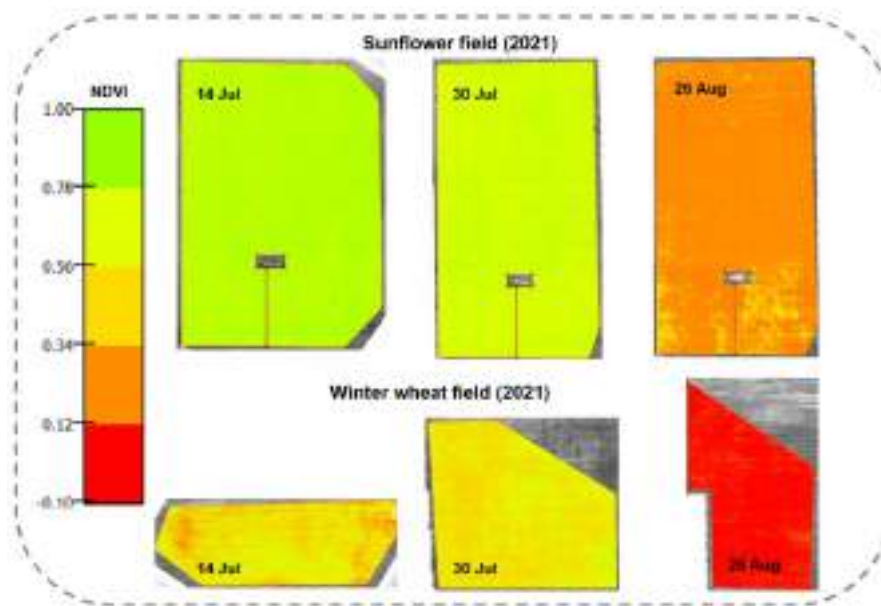 Sunflower field (2021)
NDVI
14 Jul
30 Jul
26 Aug
1.00
0.78
0.56
0.34
0.12
-0.10
Winter wheat field (2021)
14 Jul
30 Jul
26 Aug